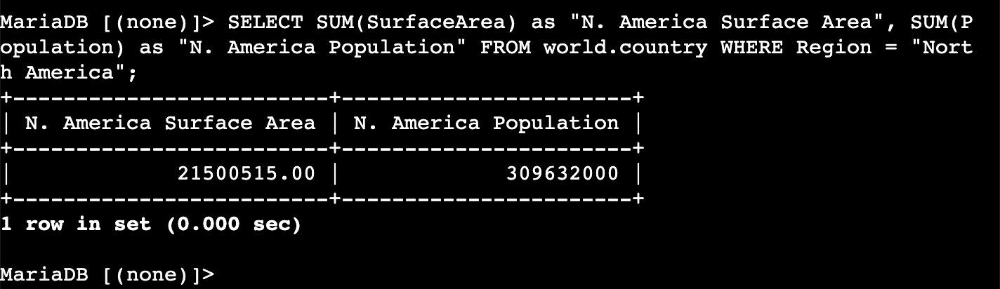 MariaDB [(none)]> SELECT SUM(SurfaceArea) as "N. America Surface Area", SUM(P
opulation) as "N. America Population" FROM world.country WHERE Region = "Nort
h America";
+-------------------------+-----------------------+
| N. America Surface Area | N. America Population |
+-------------------------+-----------------------+
|             21500515.00 |             309632000 |
+-------------------------+-----------------------+
1 row in set (0.000 sec)
MariaDB [(none)]>